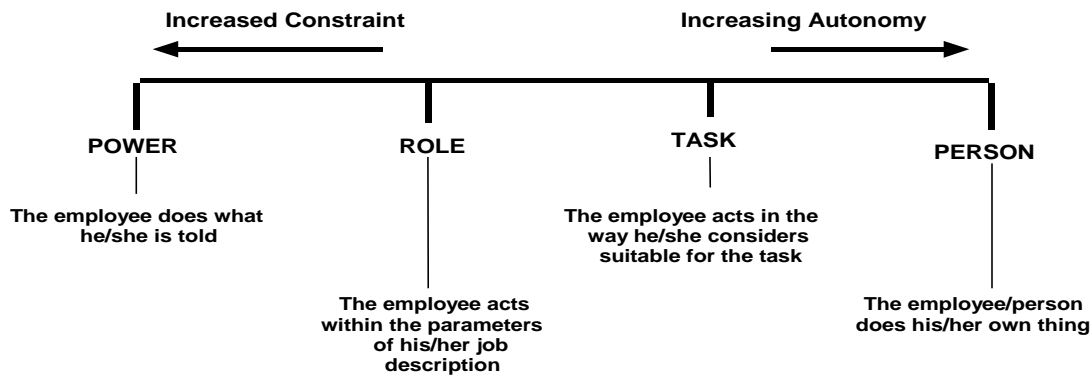 Increased Constraint
Increasing Autonomy
POWER
ROLE
TASK
PERSON
The employee does what
he/she is told
The employee acts
within the parameters
of his/her job
description
The employee acts in the
way he/she considers
suitable for the task
The employee/person
does his/her own thing